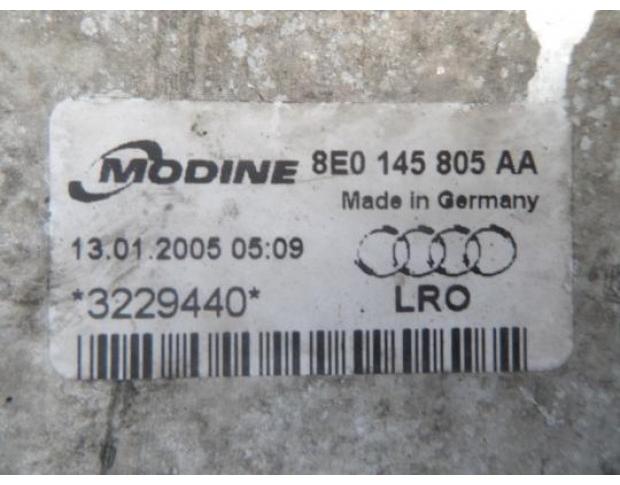 MODINE 8E0 145 805 AA
Made in Germany
13.01.2005 05:09
*3229440*
LRO